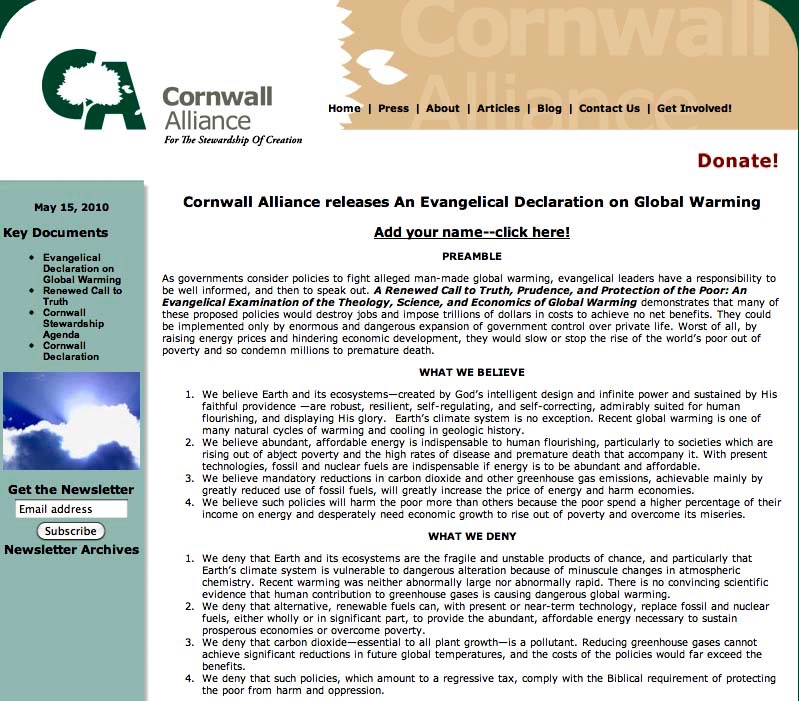 Cornwall
Alliance
CA
Cornwall
Alliance
For The Stewardship Of Creation
Home | Press | About | Articles | Blog | Contact Us | Get Involved!
Donate!
May 15, 2010
Key Documents
• Evangelical
Declaration on
Global Warming
• Renewed Call to
Truth
• Cornwall
Stewardship
Agenda
• Cornwall
Declaration
Get the Newsletter
Email address
Subscribe
Newsletter Archives
Cornwall Alliance releases An Evangelical Declaration on Global Warming
Add your name--click here!
PREAMBLE
As governments consider policies to fight alleged man-made global warming, evangelical leaders have a responsibility to
be well informed, and then to speak out. A Renewed Call to Truth, Prudence, and Protection of the Poor: An
Evangelical Examination of the Theology, Science, and Economics of Global Warming demonstrates that many of
these proposed policies would destroy jobs and impose trillions of dollars in costs to achieve no net benefits. They could
be implemented only by enormous and dangerous expansion of government control over private life. Worst of all, by
raising energy prices and hindering economic development, they would slow or stop the rise of the world's poor out of
poverty and so condemn millions to premature death.
WHAT WE BELIEVE
1. We believe Earth and its ecosystems—created by God's intelligent design and infinite power and sustained by His
faithful providence —are robust, resilient, self-regulating, and self-correcting, admirably suited for human
flourishing, and displaying His glory. Earth's climate system is no exception. Recent global warming is one of
many natural cycles of warming and cooling in geologic history.
2. We believe abundant, affordable energy is indispensable to human flourishing, particularly to societies which are
rising out of abject poverty and the high rates of disease and premature death that accompany it. With present
technologies, fossil and nuclear fuels are indispensable if energy is to be abundant and affordable.
3. We believe mandatory reductions in carbon dioxide and other greenhouse gas emissions, achievable mainly by
greatly reduced use of fossil fuels, will greatly increase the price of energy and harm economies.
4. We believe such policies will harm the poor more than others because the poor spend a higher percentage of their
income on energy and desperately need economic growth to rise out of poverty and overcome its miseries.
WHAT WE DENY
1. We deny that Earth and its ecosystems are the fragile and unstable products of chance, and particularly that
Earth's climate system is vulnerable to dangerous alteration because of minuscule changes in atmospheric
chemistry. Recent warming was neither abnormally large nor abnormally rapid. There is no convincing scientific
evidence that human contribution to greenhouse gases is causing dangerous global warming.
2. We deny that alternative, renewable fuels can, with present or near-term technology, replace fossil and nuclear
fuels, either wholly or in significant part, to provide the abundant, affordable energy necessary to sustain
prosperous economies or overcome poverty.
3. We deny that carbon dioxide—essential to all plant growth—is a pollutant. Reducing greenhouse gases cannot
achieve significant reductions in future global temperatures, and the costs of the policies would far exceed the
benefits.
4. We deny that such policies, which amount to a regressive tax, comply with the Biblical requirement of protecting
the poor from harm and oppression.